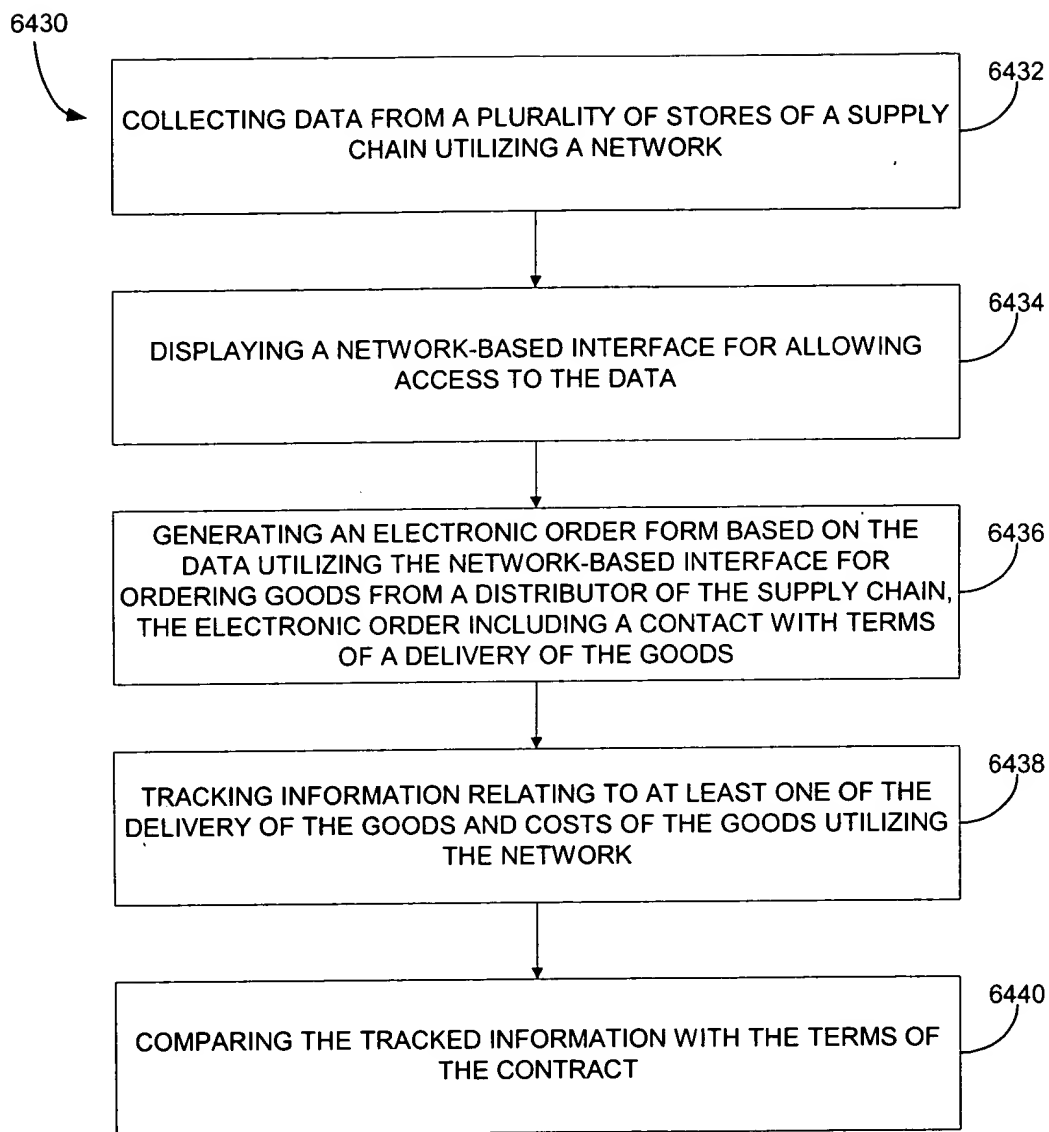 6430
6432
COLLECTING DATA FROM A PLURALITY OF STORES OF A SUPPLY
CHAIN UTILIZING A NETWORK
6434
DISPLAYING A NETWORK-BASED INTERFACE FOR ALLOWING
ACCESS TO THE DATA
6436
GENERATING AN ELECTRONIC ORDER FORM BASED ON THE
DATA UTILIZING THE NETWORK-BASED INTERFACE FOR
ORDERING GOODS FROM A DISTRIBUTOR OF THE SUPPLY CHAIN,
THE ELECTRONIC ORDER INCLUDING A CONTACT WITH TERMS
OF A DELIVERY OF THE GOODS
6438
TRACKING INFORMATION RELATING TO AT LEAST ONE OF THE
DELIVERY OF THE GOODS AND COSTS OF THE GOODS UTILIZING
THE NETWORK
6440
COMPARING THE TRACKED INFORMATION WITH THE TERMS OF
THE CONTRACT